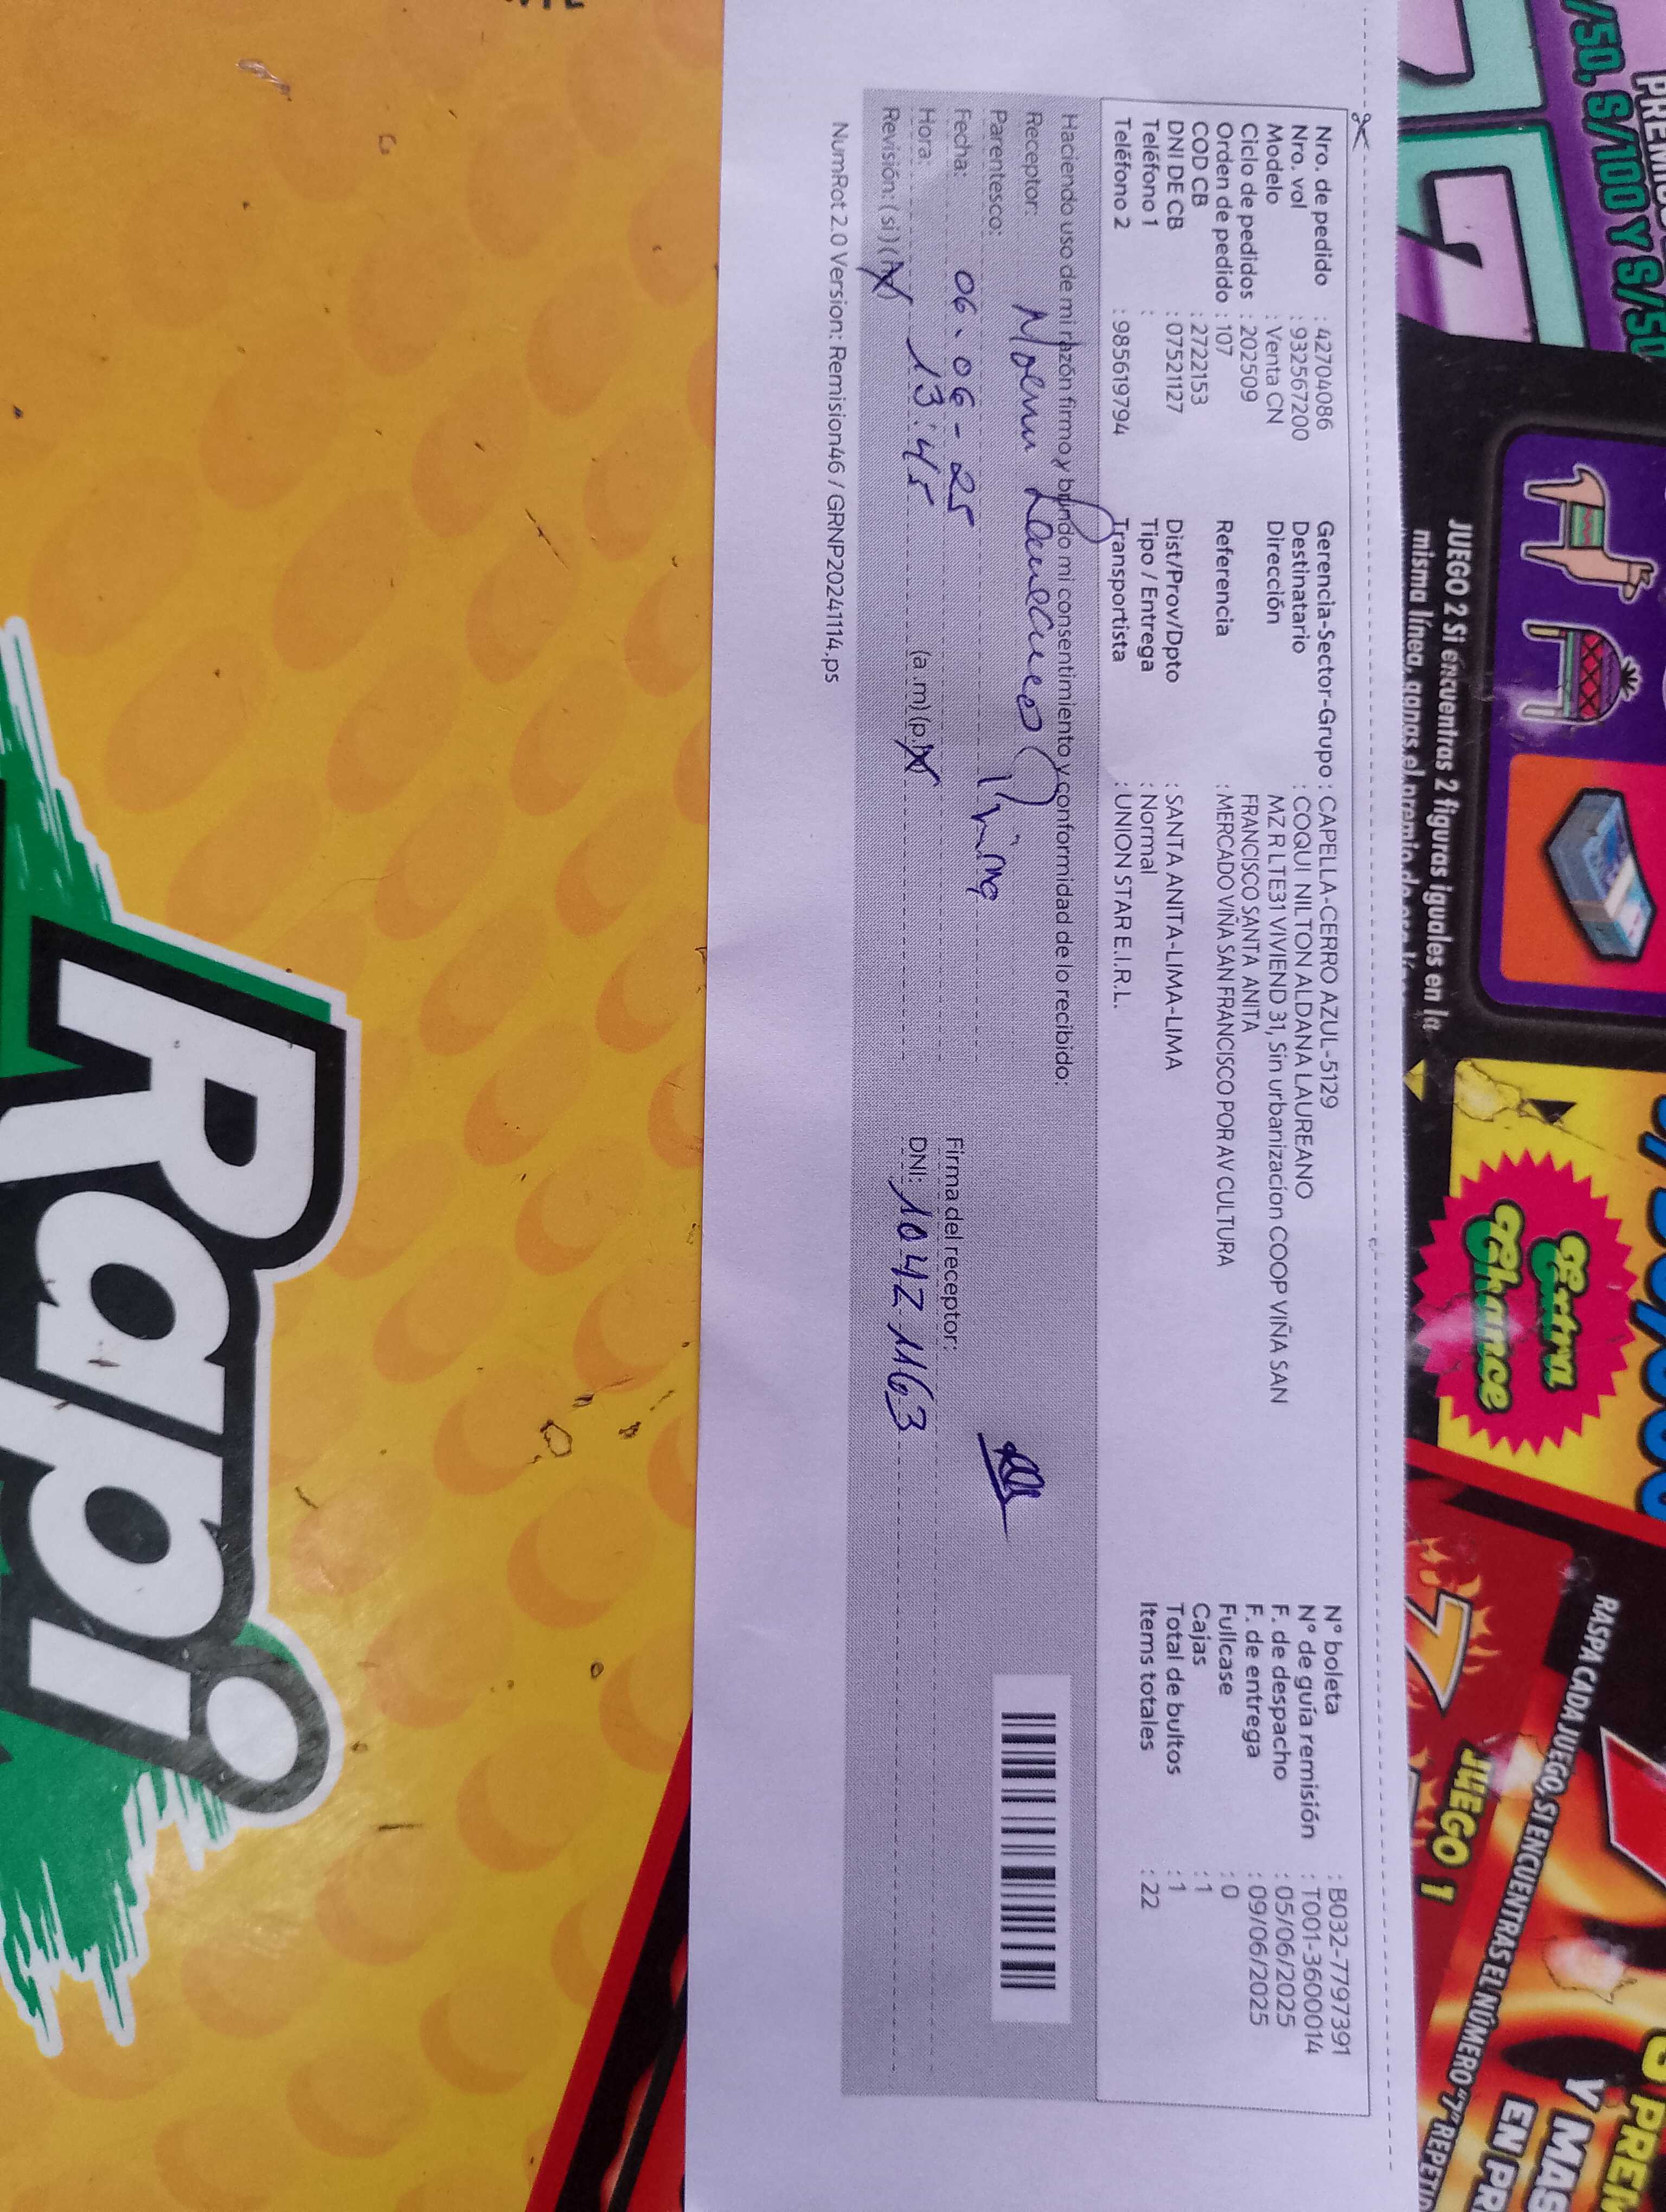 Nro. de pedido : 42704086
Nro. vol : 932567200
Modelo : Venta CN
Ciclo de pedidos : 202509
Orden de pedido : 107
COD CB : 2722153
DNI DE CB : 07521127
Teléfono 1 :
Teléfono 2 : 985619794
Gerencia-Sector-Grupo : CAPELLA-CERRO AZUL-5129
Destinatario : COQUI NILTON ALDANA LAUREANO
Dirección MZ R LTE31 VIVIEND 31, Sin urbanizacion COOP VIÑA SAN
FRANCISCO SANTA ANITA
Referencia : MERCADO VIÑA SAN FRANCISCO POR AV CULTURA
Dist/Prov/Dpto : SANTA ANITA-LIMA-LIMA
Tipo / Entrega : Normal
Transportista : UNION STAR E.I.R.L.
N° boleta : B032-77797391
N° de guía remisión : T001-3600014
F. de despacho : 05/06/2025
F. de entrega : 09/06/2025
Fullcase : 0
Cajas : 1
Total de bultos : 1
Items totales : 22
Haciendo uso de mi razón firmo y brindo mi consentimiento y conformidad de lo recibido:
Receptor:
Parentesco:
Fecha: 06-06-25
Hora: 13:45 (a.m)(p.m)
Revisión: (si) (no)
Firma del receptor:
DNI: 10421163
NumRot 2.0 Version: Remision46 / GRNP20241114.ps
Rapi
S/50, S/100 Y S/50
JUEGO 2 Si encuentras 2 figuras iguales en la
misma línea, ganas el premio de
Extra
Chance
RASPA CADA JUEGO, SI ENCUENTRAS EL NÚMERO "7" REPETID
JUEGO 1
Y MAS